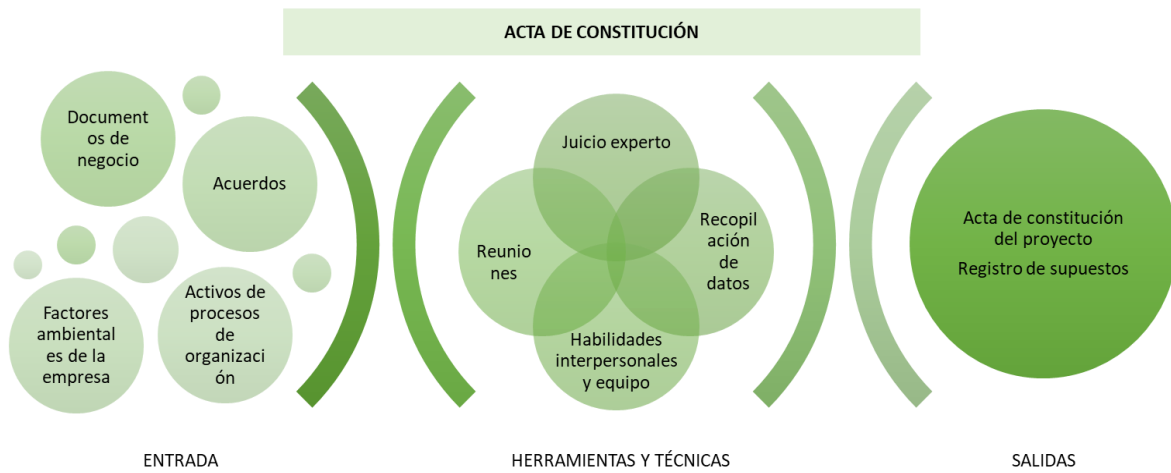 ACTA DE CONSTITUCIÓN
Document
os de
negocio
Acuerdos
Factores
ambiental
es de la
empresa
Activos de
procesos
de
organizaci
ón
Juicio experto
Reunio
nes
Recopil
ación
de
datos
Habilidades
interpersonales
y equipo
Acta de constitución
del proyecto
Registro de supuestos
ENTRADA
HERRAMIENTAS Y TÉCNICAS
SALIDAS